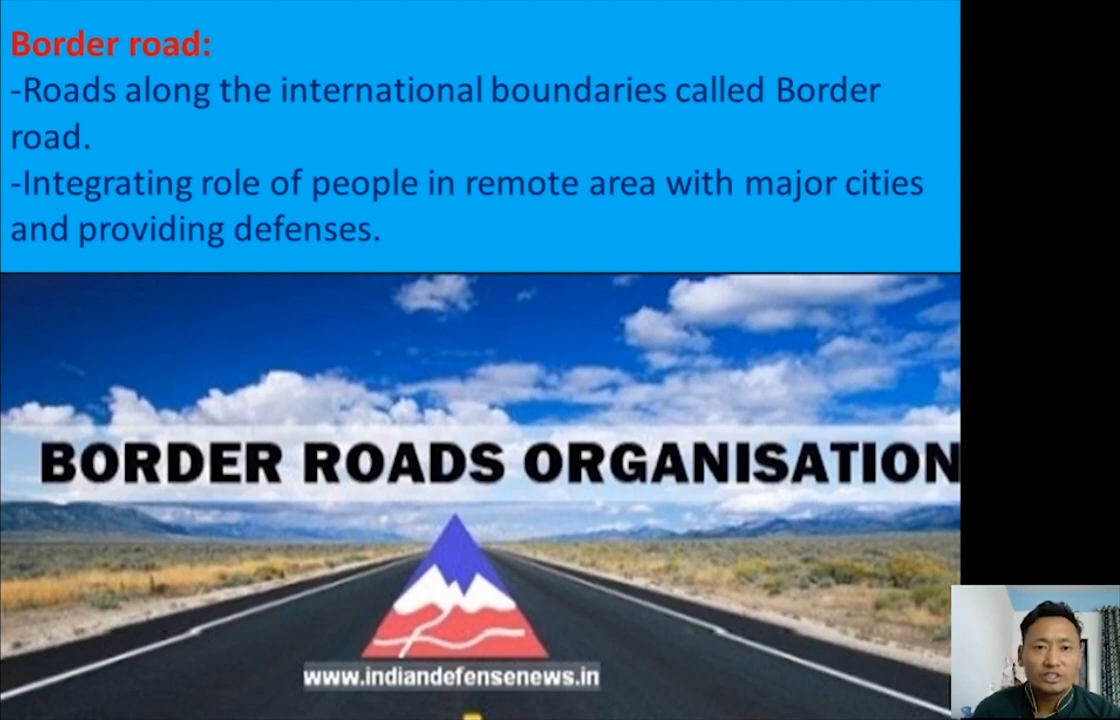 Border road:
-Roads along the international boundaries called Border
road.
-Integrating role of people in remote area with major cities
and providing defenses.
BORDER ROADS ORGANISATION
www.indiandefensenews.in